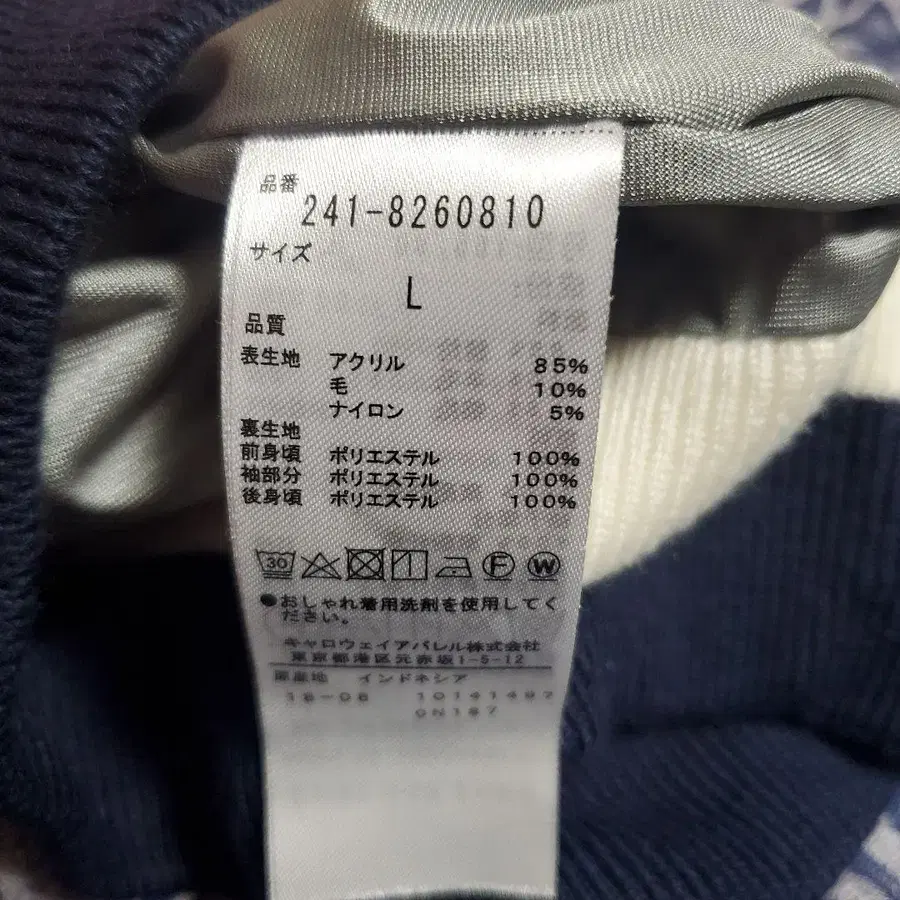 品番
241-8260810
サイズ
L
品質
表生地 アクリル 85%
毛 10%
ナイロン 5%
裏生地
前身頃 ポリエステル 100%
袖部分 ポリエステル 100%
後身頃 ポリエステル 100%
30 F W
●おしゃれ着用洗剤を使用してく
ださい。
キャロウェイアパレル株式会社
東京都港区元赤坂1-5-12
原産地 インドネシア
18-08